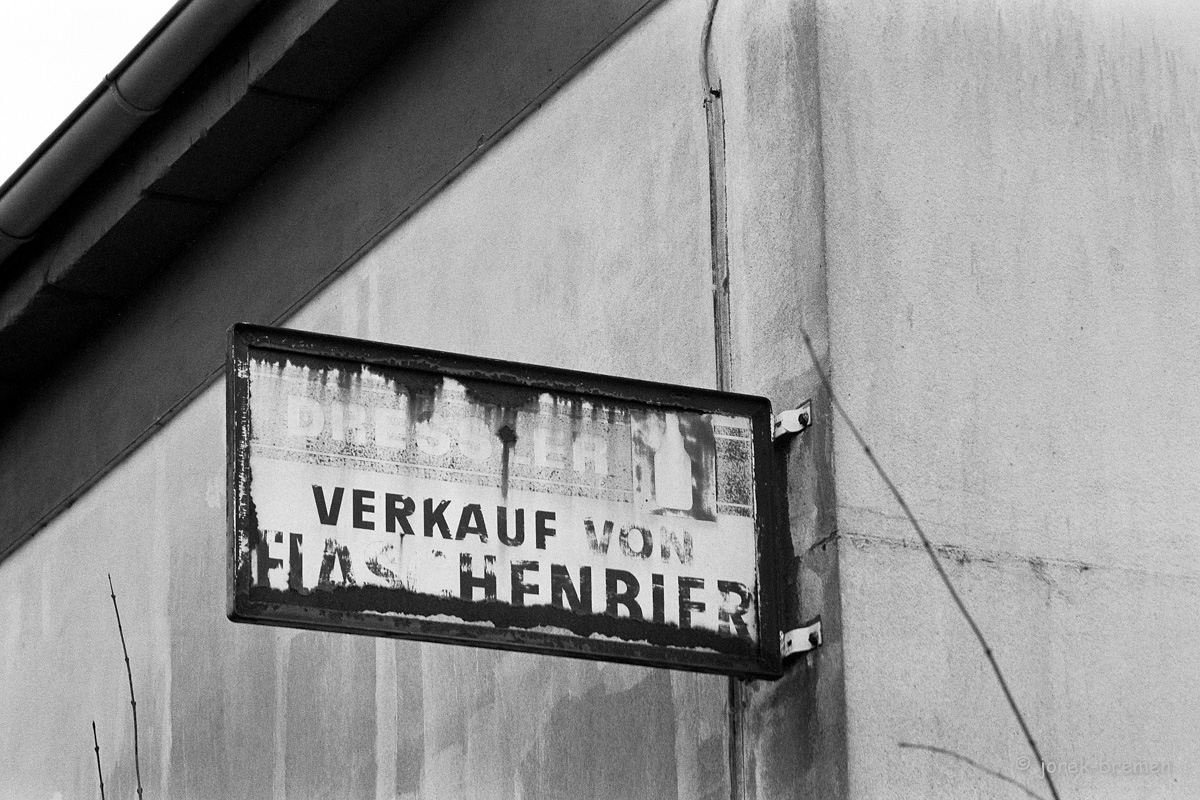 DRESSLER
VERKAUF VON
FLASCHENBIER
© jorek-bremen